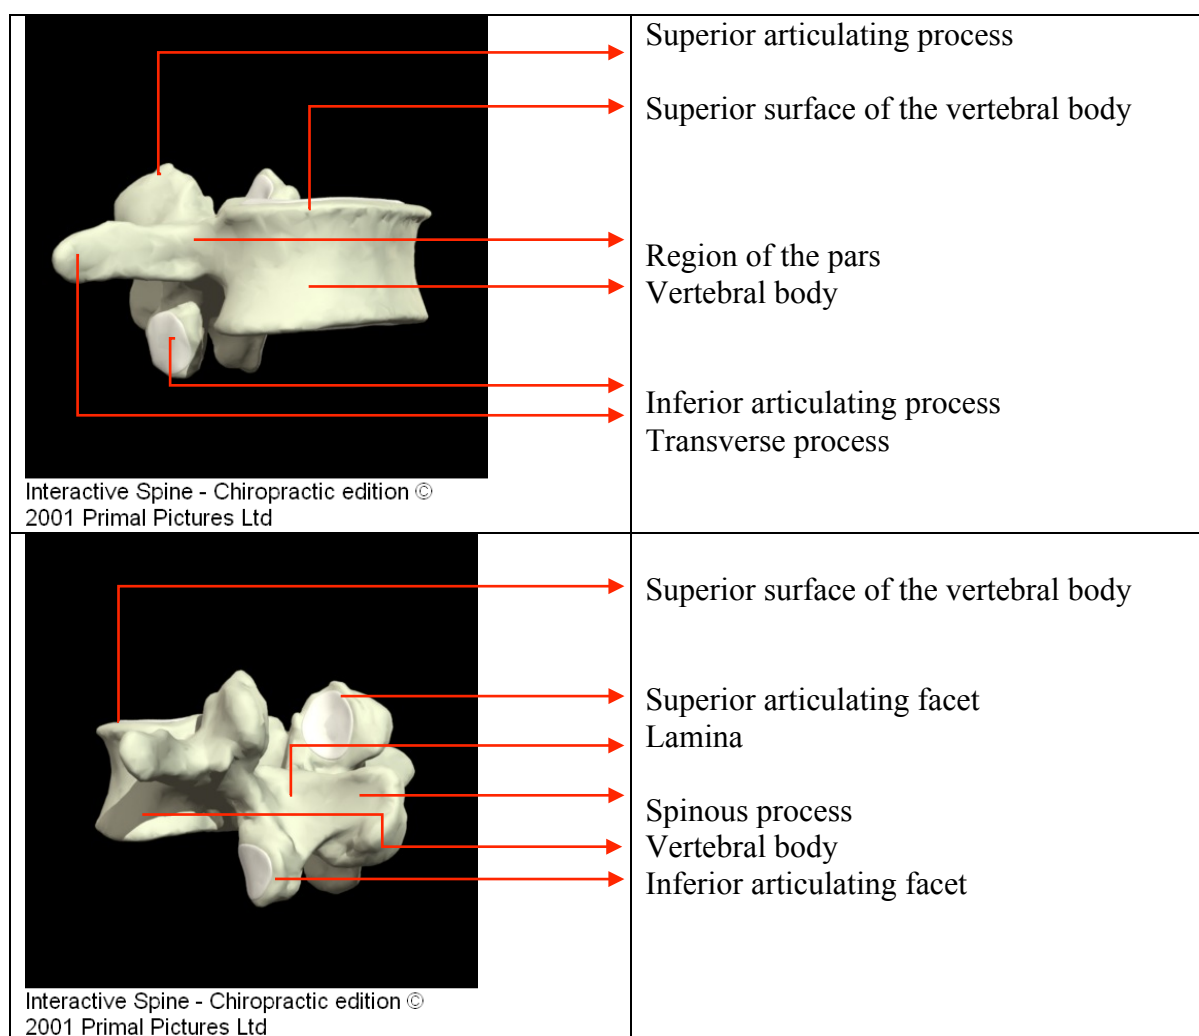 Superior articulating process
Superior surface of the vertebral body
Region of the pars
Vertebral body
Inferior articulating process
Transverse process
Interactive Spine - Chiropractic edition ©
2001 Primal Pictures Ltd
Superior surface of the vertebral body
Superior articulating facet
Lamina
Spinous process
Vertebral body
Inferior articulating facet
Interactive Spine - Chiropractic edition ©
2001 Primal Pictures Ltd